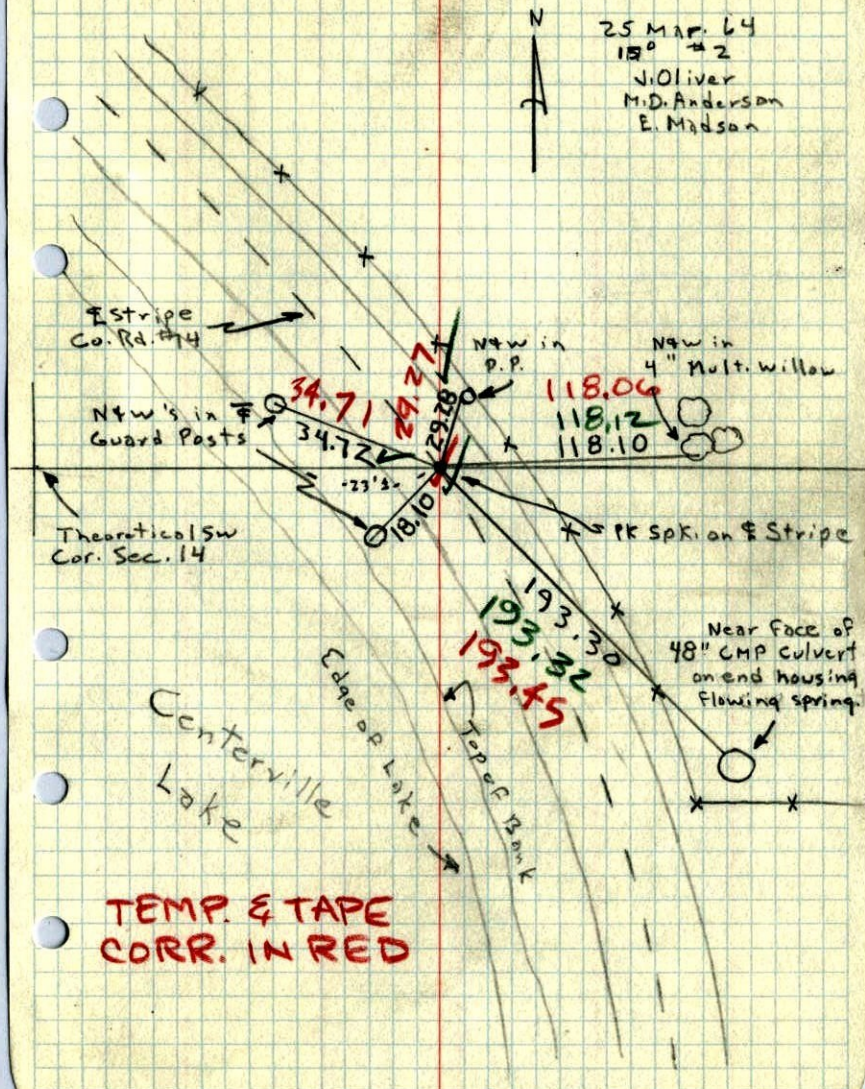 N
25 Mar. 64
15° #2
J. Oliver
M.D. Anderson
E. Madson
℄ Stripe
Co. Rd. #14
N&W in
P.P.
N&W in
4" Mult. Willow
29.27
29.28
118.06
118.12
118.10
34.71
34.72
N&W's in
Guard Posts
-23'±-
18.10
Theoretical SW
Cor. Sec. 14
PK Spk. on ℄ Stripe
193.30
193.32
193.45
Near Face of
48" CMP Culvert
on end housing
Flowing spring.
Edge of Lake
Top of Bank
Centerville
Lake
TEMP. & TAPE
CORR. IN RED